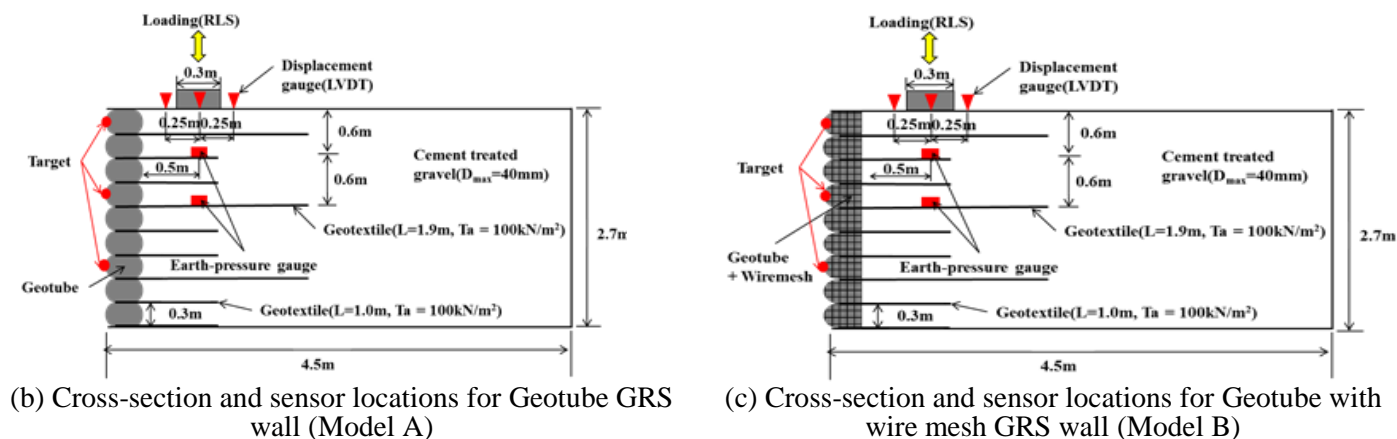 Loading(RLS)
0.3m
Displacement
gauge(LVDT)
0.25m 0.25m
0.6m
Target
0.5m
0.6m
Cement treated
gravel(Dmax=40mm)
Geotextile(L=1.9m, Ta = 100kN/m²)
2.7m
Earth-pressure gauge
Geotube
Geotextile(L=1.0m, Ta = 100kN/m²)
0.3m
4.5m
(b) Cross-section and sensor locations for Geotube GRS
wall (Model A)
Loading(RLS)
0.3m
Displacement
gauge(LVDT)
0.25m 0.25m
0.6m
Target
0.5m
0.6m
Cement treated
gravel(Dmax=40mm)
Geotextile(L=1.9m, Ta = 100kN/m²)
2.7m
Geotube
+ Wiremesh
Earth-pressure gauge
0.3m
Geotextile(L=1.0m, Ta = 100kN/m²)
4.5m
(c) Cross-section and sensor locations for Geotube with
wire mesh GRS wall (Model B)